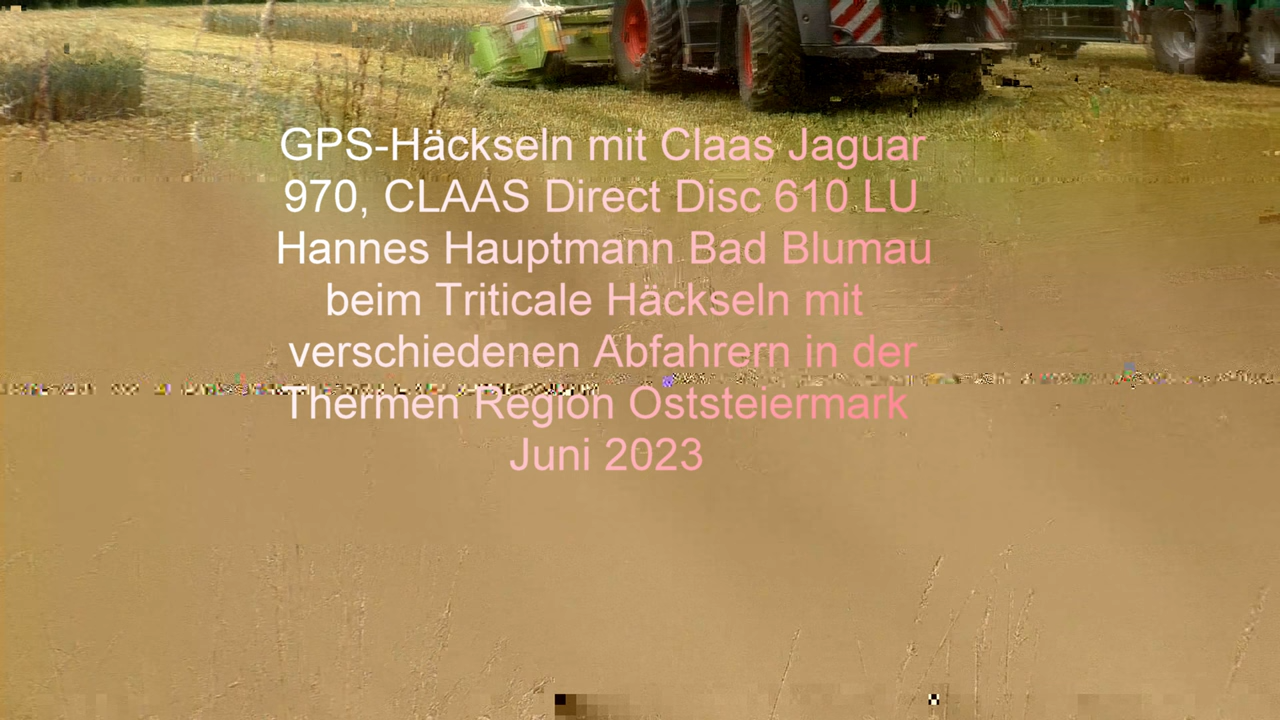 GPS-Häckseln mit Claas Jaguar
970, CLAAS Direct Disc 610 LU
Hannes Hauptmann Bad Blumau
beim Triticale Häckseln mit
verschiedenen Abfahrern in der
Thermen Region Oststeiermark
Juni 2023